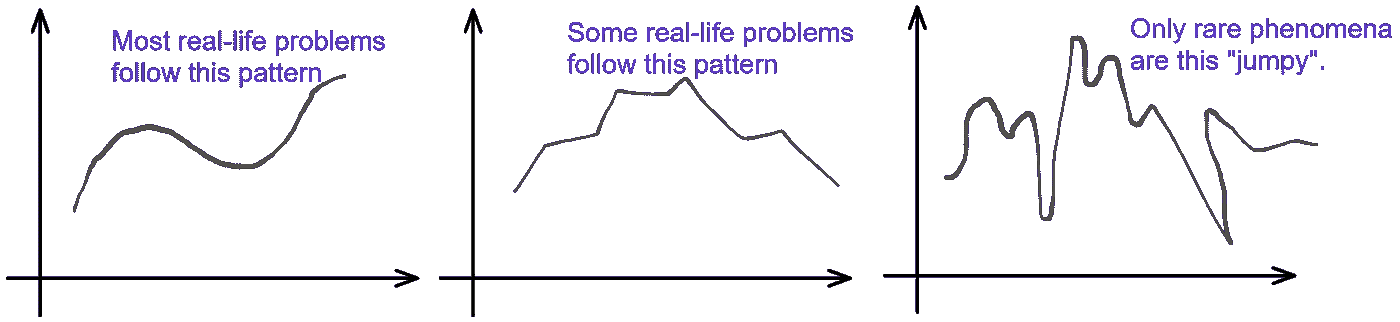 Most real-life problems
follow this pattern
Some real-life problems
follow this pattern
Only rare phenomena
are this "jumpy".